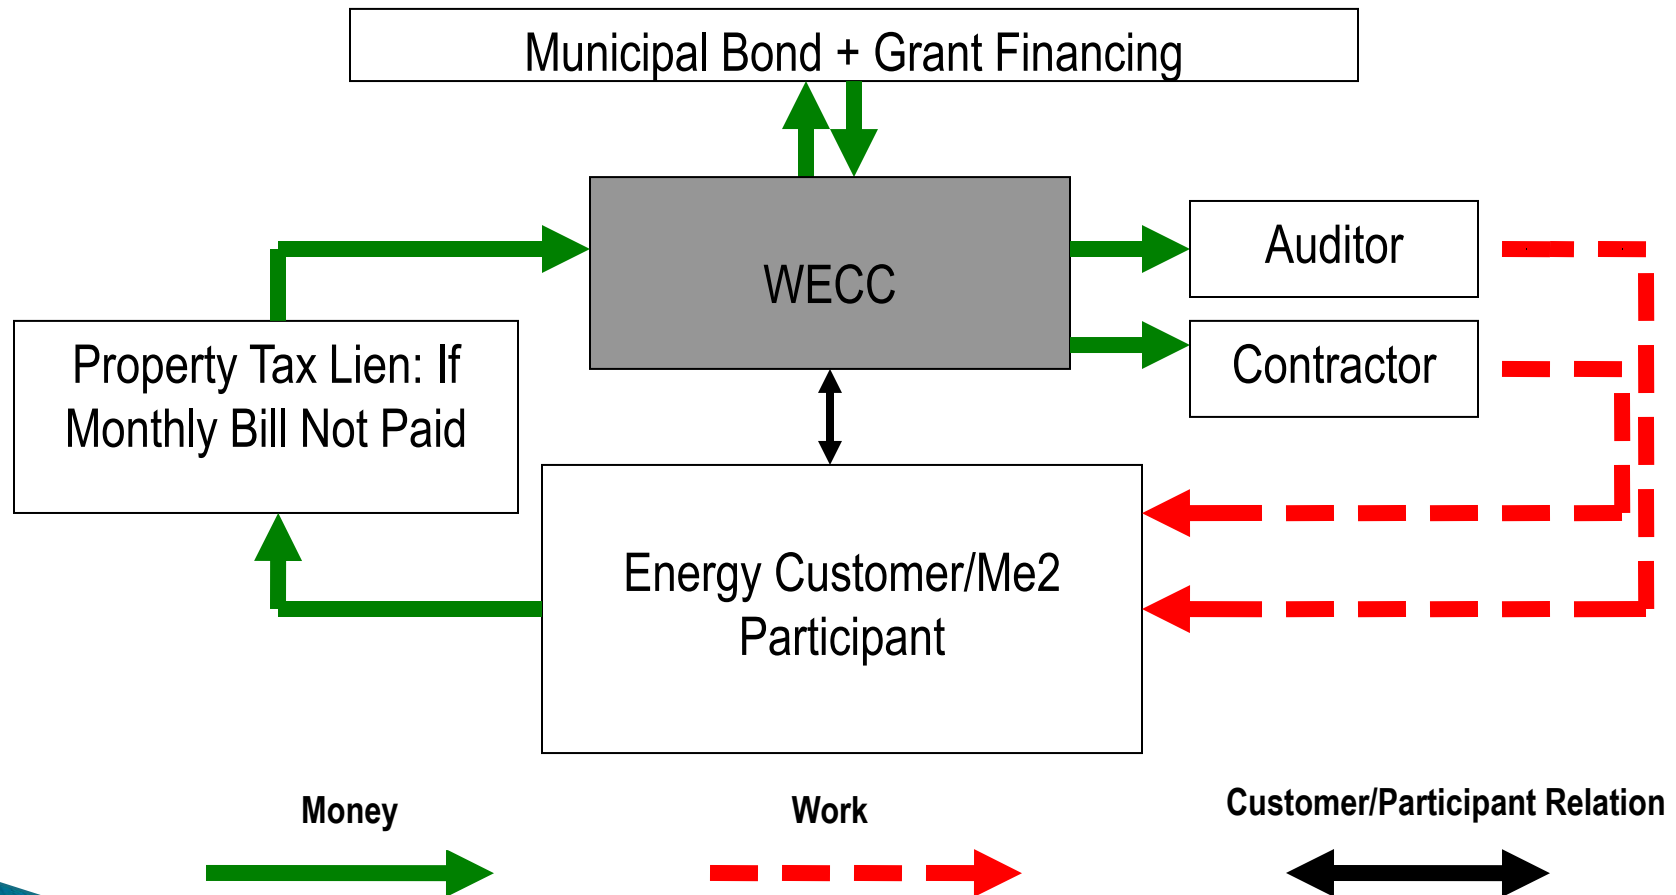 Municipal Bond + Grant Financing
WECC
Auditor
Contractor
Property Tax Lien: If
Monthly Bill Not Paid
Energy Customer/Me2
Participant
Money
Work
Customer/Participant Relation